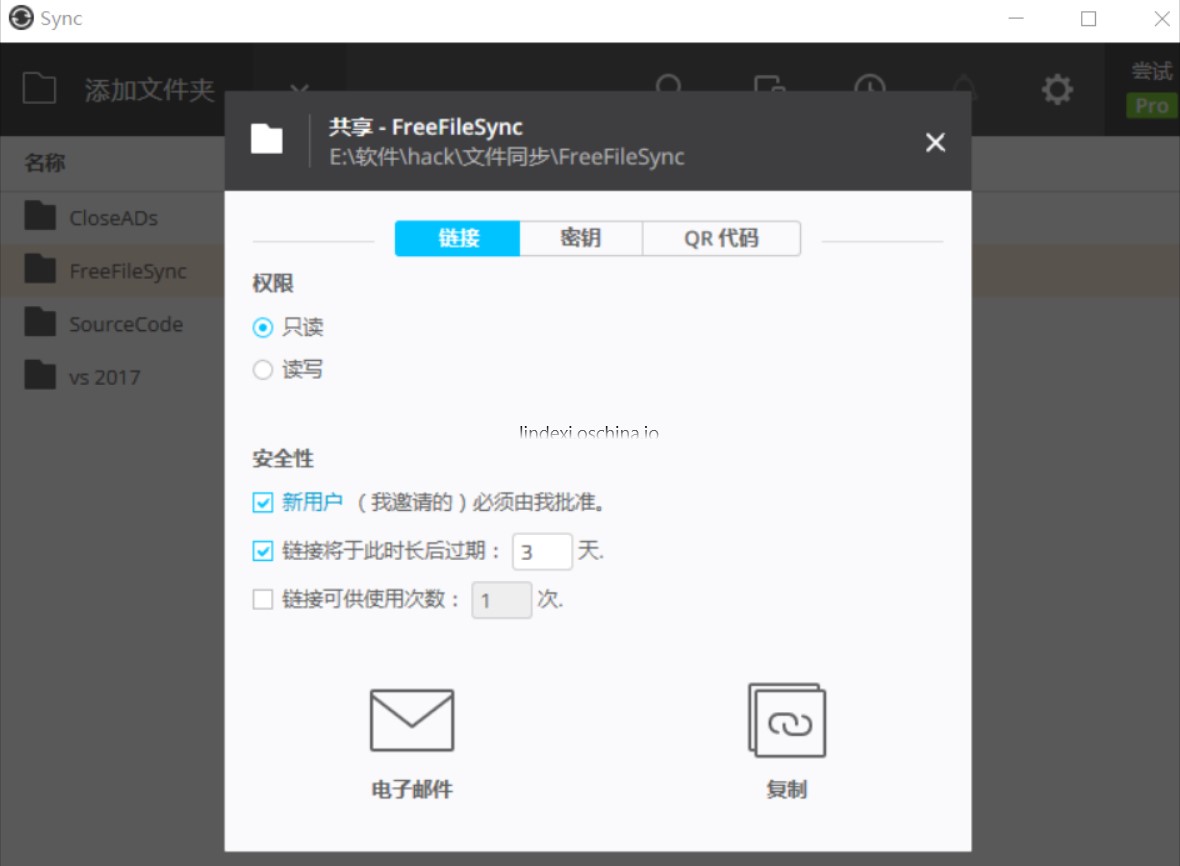 Sync
添加文件夹
尝试
Pro
共享 - FreeFileSync
E:\软件\hack\文件同步\FreeFileSync
名称
CloseADs
FreeFileSync
SourceCode
vs 2017
链接 密钥 QR 代码
权限
只读
读写
lindexi.oschina.io
安全性
新用户 （我邀请的）必须由我批准。
链接将于此时长后过期： 3 天.
链接可供使用次数： 1 次.
电子邮件 复制